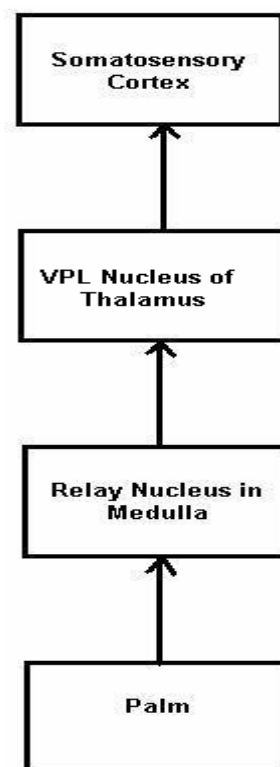 Somatosensory
Cortex
VPL Nucleus of
Thalamus
Relay Nucleus in
Medulla
Palm